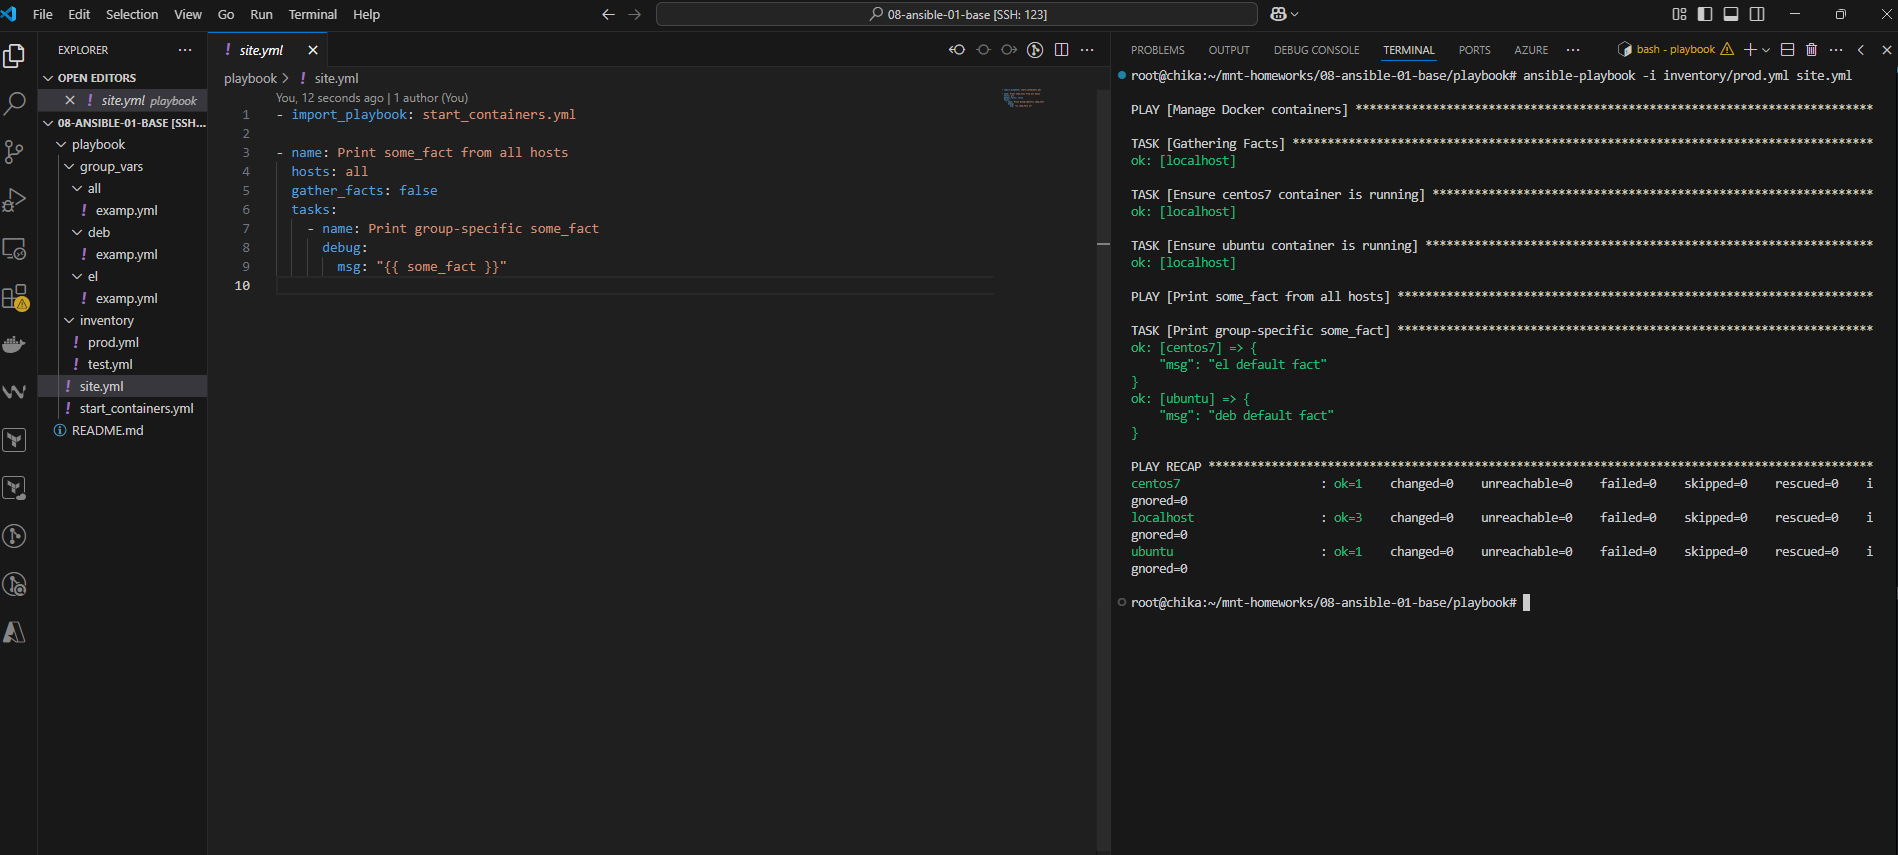 File Edit Selection View Go Run Terminal Help
08-ansible-01-base [SSH: 123]
EXPLORER
OPEN EDITORS
site.yml playbook
08-ANSIBLE-01-BASE [SSH...
playbook
group_vars
all
examp.yml
deb
examp.yml
el
examp.yml
inventory
prod.yml
test.yml
site.yml
start_containers.yml
README.md
site.yml
playbook > ! site.yml
You, 12 seconds ago | 1 author (You)
1 - import_playbook: start_containers.yml
2
3 - name: Print some_fact from all hosts
4 hosts: all
5 gather_facts: false
6 tasks:
7 - name: Print group-specific some_fact
8 debug:
9 msg: "{{ some_fact }}"
10
PROBLEMS OUTPUT DEBUG CONSOLE TERMINAL PORTS AZURE ··· bash - playbook
root@chika:~/mnt-homeworks/08-ansible-01-base/playbook# ansible-playbook -i inventory/prod.yml site.yml
PLAY [Manage Docker containers] **************************************************************************
TASK [Gathering Facts] ***********************************************************************************
ok: [localhost]
TASK [Ensure centos7 container is running] ***************************************************************
ok: [localhost]
TASK [Ensure ubuntu container is running] ****************************************************************
ok: [localhost]
PLAY [Print some_fact from all hosts] ********************************************************************
TASK [Print group-specific some_fact] ********************************************************************
ok: [centos7] => {
"msg": "el default fact"
}
ok: [ubuntu] => {
"msg": "deb default fact"
}
PLAY RECAP ***********************************************************************************************
centos7 : ok=1 changed=0 unreachable=0 failed=0 skipped=0 rescued=0 i
gnored=0
localhost : ok=3 changed=0 unreachable=0 failed=0 skipped=0 rescued=0 i
gnored=0
ubuntu : ok=1 changed=0 unreachable=0 failed=0 skipped=0 rescued=0 i
gnored=0
root@chika:~/mnt-homeworks/08-ansible-01-base/playbook#